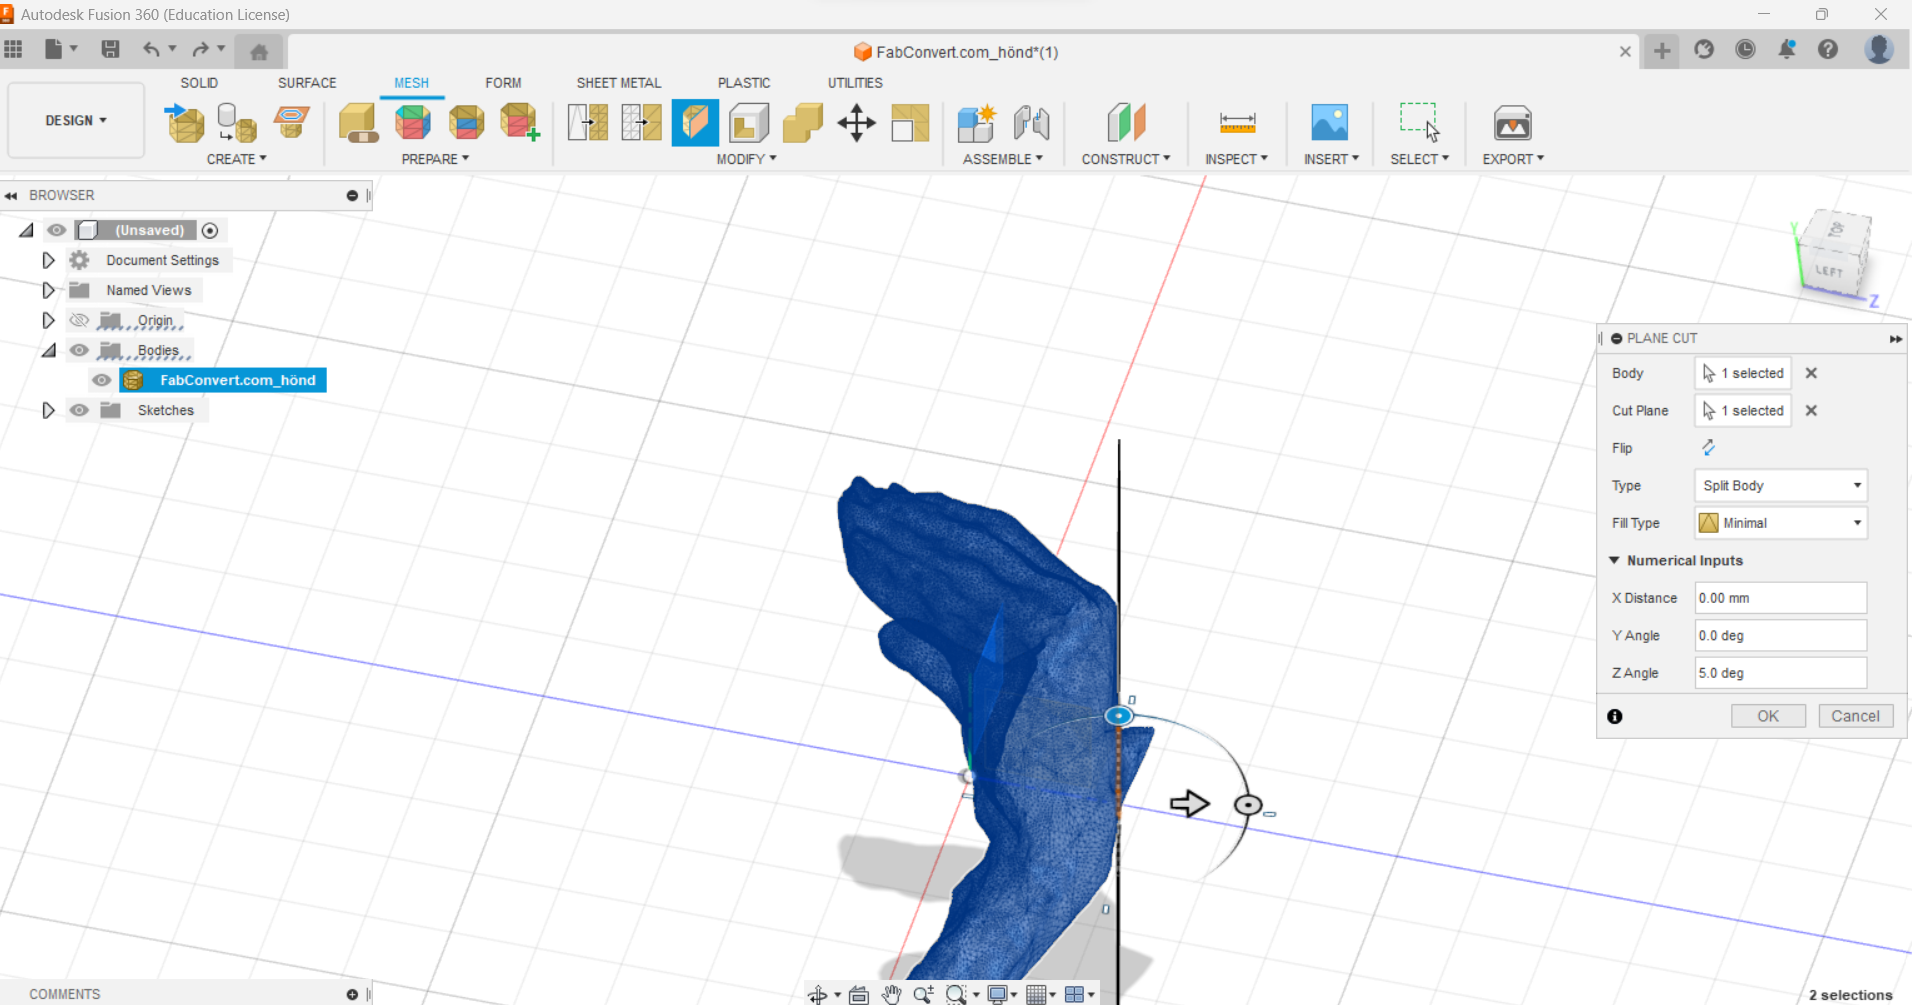 Autodesk Fusion 360 (Education License)
FabConvert.com_hönd*(1)
SOLID SURFACE MESH FORM SHEET METAL PLASTIC UTILITIES
DESIGN
CREATE PREPARE MODIFY ASSEMBLE CONSTRUCT INSPECT INSERT SELECT EXPORT
BROWSER
(Unsaved)
Document Settings
Named Views
Origin
Bodies
FabConvert.com_hönd
Sketches
TOP
LEFT
Y
Z
PLANE CUT
Body 1 selected
Cut Plane 1 selected
Flip
Type Split Body
Fill Type Minimal
Numerical Inputs
X Distance 0.00 mm
Y Angle 0.0 deg
Z Angle 5.0 deg
OK Cancel
COMMENTS
2 selections